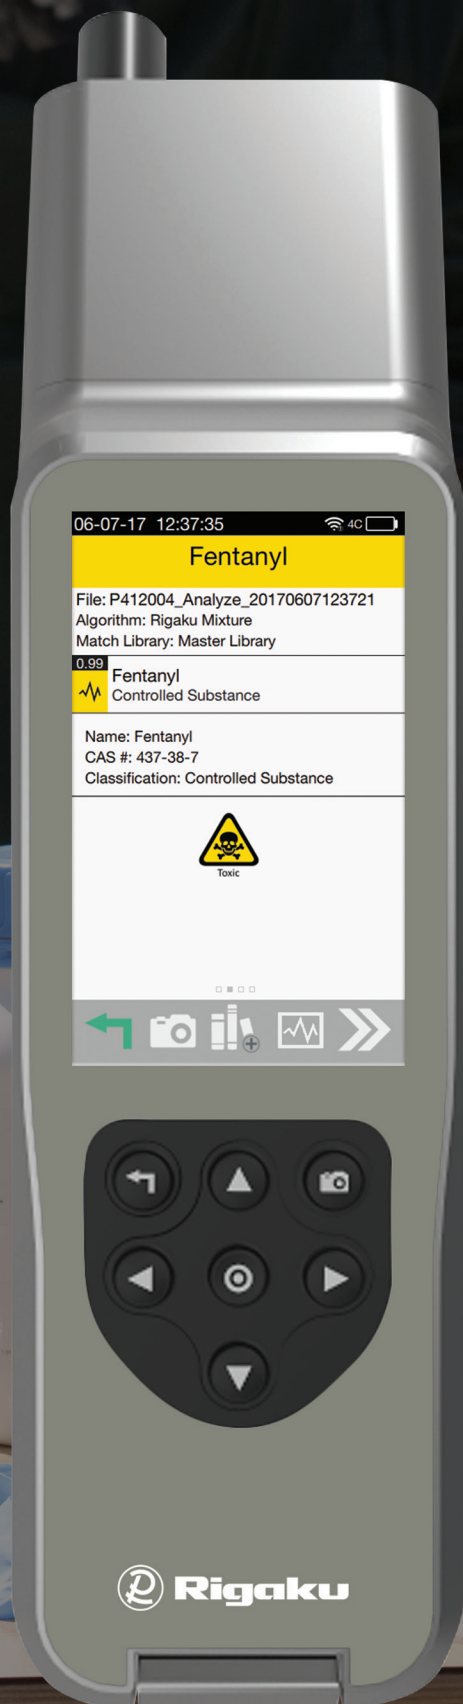 06-07-17 12:37:35 4C
Fentanyl
File: P412004_Analyze_20170607123721
Algorithm: Rigaku Mixture
Match Library: Master Library
0.99
Fentanyl
Controlled Substance
Name: Fentanyl
CAS #: 437-38-7
Classification: Controlled Substance
Toxic
Rigaku